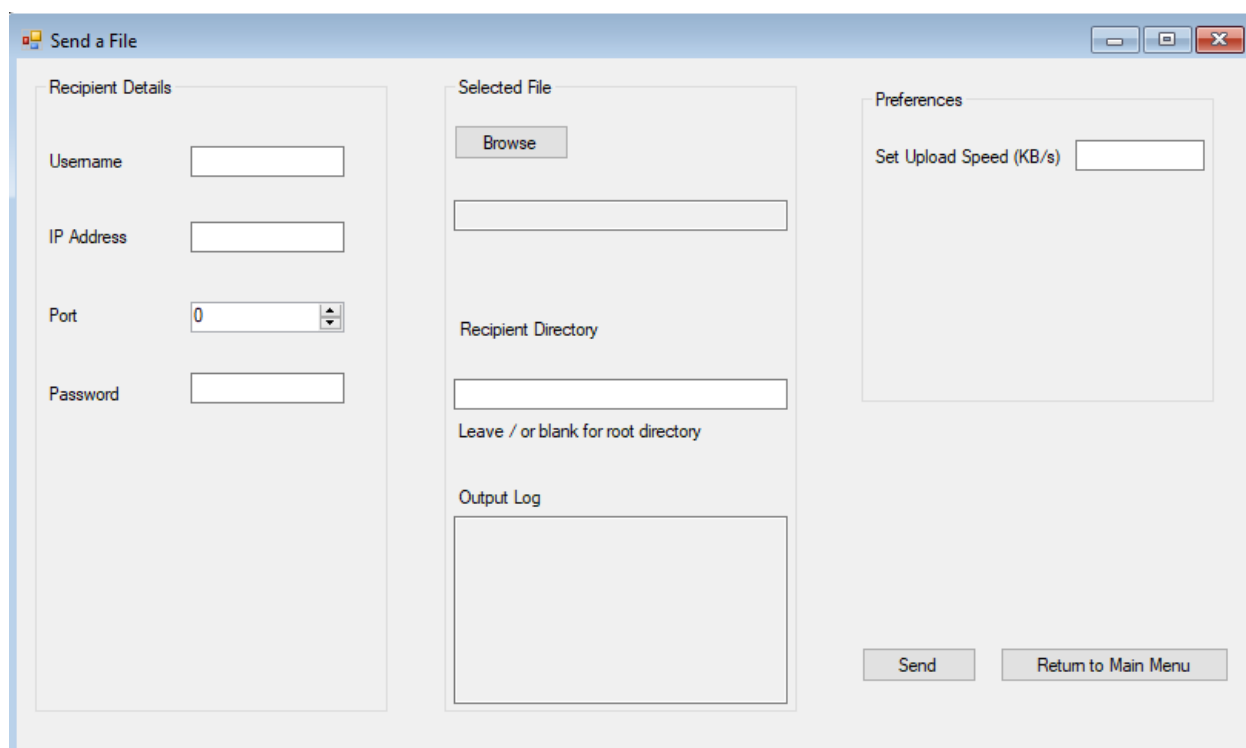 Send a File
Recipient Details
Username
IP Address
Port
0
Password
Selected File
Browse
Recipient Directory
Leave / or blank for root directory
Output Log
Preferences
Set Upload Speed (KB/s)
Send
Return to Main Menu